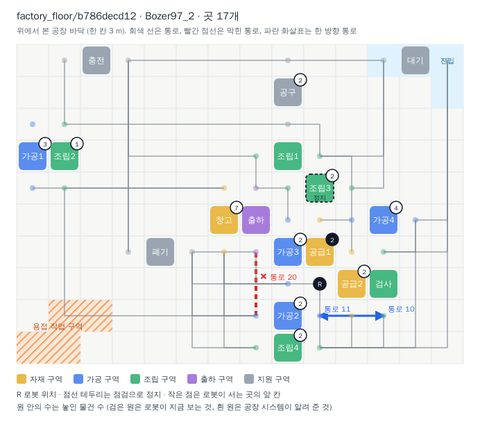 factory_floor/b786decd12 · Bozer97_2 · 곳 17개
위에서 본 공장 바닥 (한 칸 3 m). 회색 선은 통로, 빨간 점선은 막힌 통로, 파란 화살표는 한 방향 통로
충전
대기
진입
공구
2
가공1
3
조립2
1
조립1
조립3
2
정지
창고
7
출하
가공4
4
폐기
가공3
2
공급1
2
✕ 통로 20
R
공급2
2
검사
용접 작업 구역
가공2
2
통로 11
통로 10
조립4
2
자재 구역
가공 구역
조립 구역
출하 구역
지원 구역
R 로봇 위치 · 점선 테두리는 점검으로 정지 · 작은 점은 로봇이 서는 곳의 앞 칸
원 안의 수는 놓인 물건 수 (검은 원은 로봇이 지금 보는 것, 흰 원은 공장 시스템이 알려 준 것)